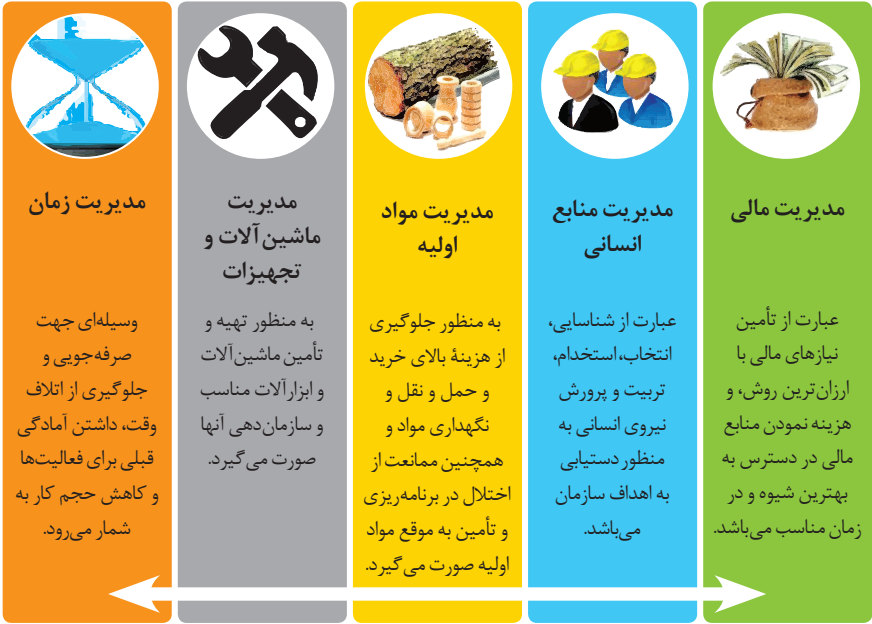 مدیریت مالی
عبارت از تأمین
نیازهای مالی با
ارزان‌ترین روش، و
هزینه نمودن منابع
مالی در دسترس به
بهترین شیوه و در
زمان مناسب می‌باشد.
مدیریت منابع
انسانی
عبارت از شناسایی،
انتخاب، استخدام،
تربیت و پرورش
نیروی انسانی به
منظور دستیابی
به اهداف سازمان
می‌باشد.
مدیریت مواد
اولیه
به منظور جلوگیری
از هزینهٔ بالای خرید
و حمل و نقل و
نگهداری مواد و
همچنین ممانعت از
اختلال در برنامه‌ریزی
و تأمین به موقع مواد
اولیه صورت می‌گیرد.
مدیریت
ماشین‌آلات و
تجهیزات
به منظور تهیه و
تأمین ماشین‌آلات
و ابزارآلات مناسب
و سازمان‌دهی آنها
صورت می‌گیرد.
مدیریت زمان
وسیله‌ای جهت
صرفه‌جویی و
جلوگیری از اتلاف
وقت، داشتن آمادگی
قبلی برای فعالیت‌ها
و کاهش حجم کار به
شمار می‌رود.